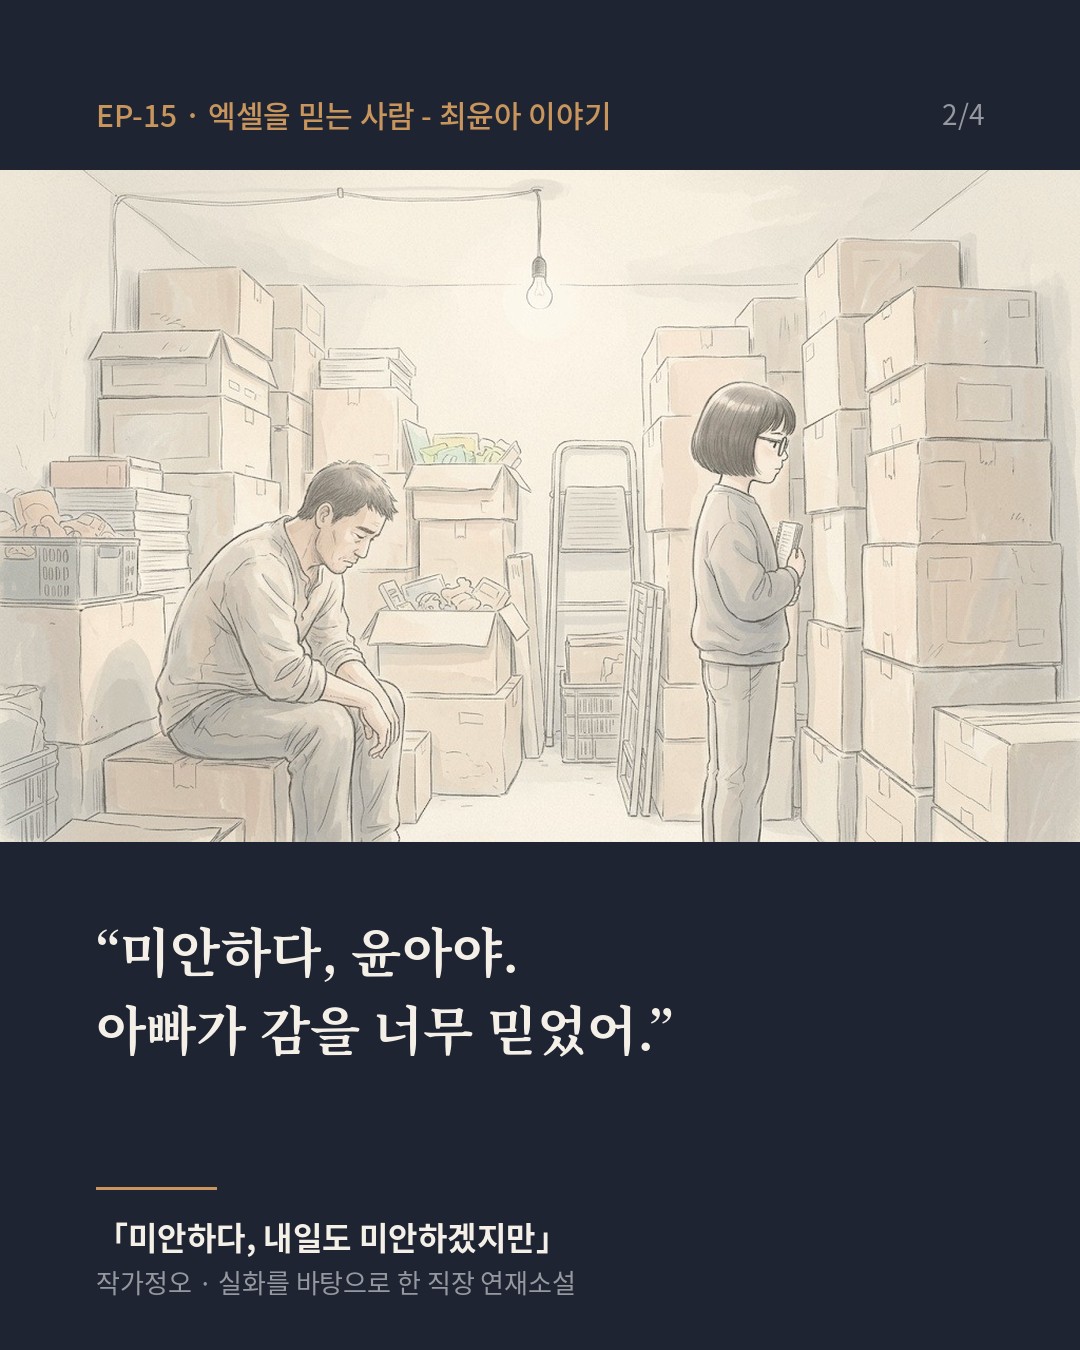 EP-15 · 엑셀을 믿는 사람 - 최윤아 이야기
2/4
“미안하다, 윤아야.
아빠가 감을 너무 믿었어.”
「미안하다, 내일도 미안하겠지만」
작가정오 · 실화를 바탕으로 한 직장 연재소설